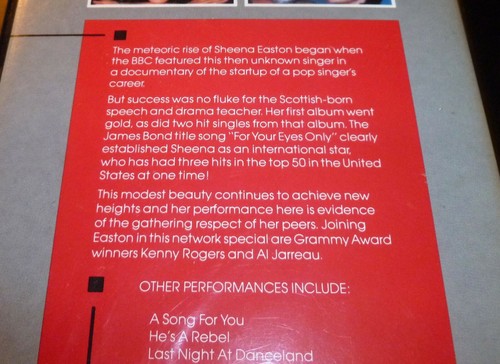 The meteoric rise of Sheena Easton began when
the BBC featured this then unknown singer in
a documentary of the startup of a pop singer's
career.
But success was no fluke for the Scottish-born
speech and drama teacher. Her first album went
gold, as did two hit singles from that album. The
James Bond title song "For Your Eyes Only" clearly
established Sheena as an international star,
who has had three hits in the top 50 in the United
States at one time!
This modest beauty continues to achieve new
heights and her performance here is evidence
of the gathering respect of her peers. Joining
Easton in this network special are Grammy Award
winners Kenny Rogers and Al Jarreau.
OTHER PERFORMANCES INCLUDE:
A Song For You
He's A Rebel
Last Night At Danceland